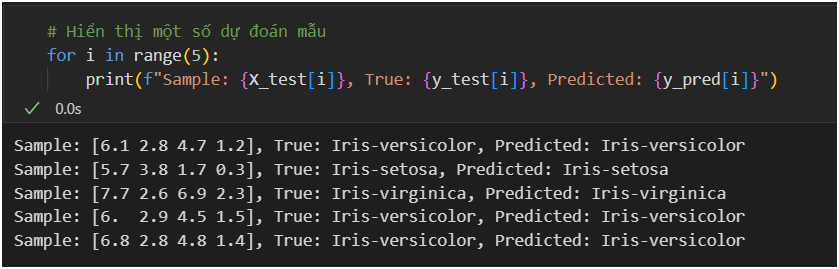 # Hiển thị một số dự đoán mẫu
for i in range(5):
    print(f"Sample: {X_test[i]}, True: {y_test[i]}, Predicted: {y_pred[i]}")
0.0s
Sample: [6.1 2.8 4.7 1.2], True: Iris-versicolor, Predicted: Iris-versicolor
Sample: [5.7 3.8 1.7 0.3], True: Iris-setosa, Predicted: Iris-setosa
Sample: [7.7 2.6 6.9 2.3], True: Iris-virginica, Predicted: Iris-virginica
Sample: [6.  2.9 4.5 1.5], True: Iris-versicolor, Predicted: Iris-versicolor
Sample: [6.8 2.8 4.8 1.4], True: Iris-versicolor, Predicted: Iris-versicolor